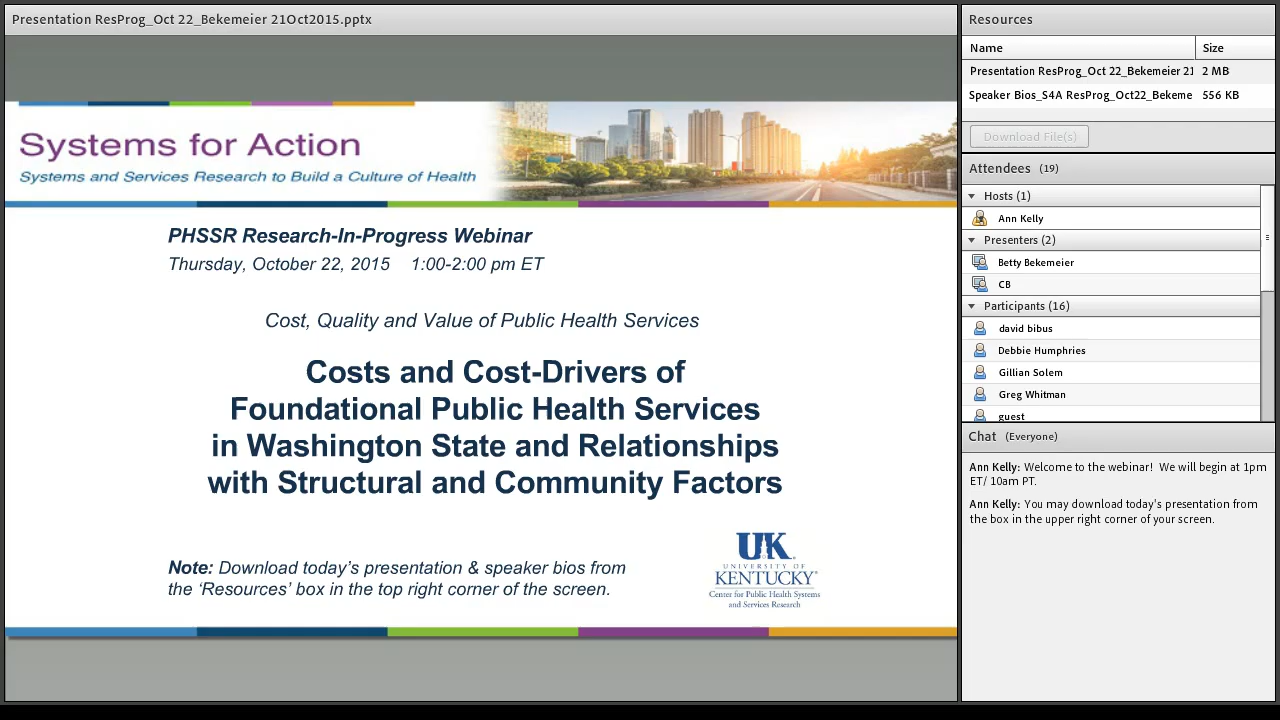 Presentation ResProg_Oct 22_Bekemeier 21Oct2015.pptx
Systems for Action
Systems and Services Research to Build a Culture of Health
PHSSR Research-In-Progress Webinar
Thursday, October 22, 2015 1:00-2:00 pm ET
Cost, Quality and Value of Public Health Services
Costs and Cost-Drivers of
Foundational Public Health Services
in Washington State and Relationships
with Structural and Community Factors
Note: Download today's presentation & speaker bios from
the ‘Resources’ box in the top right corner of the screen.
UK
UNIVERSITY OF
KENTUCKY®
Center for Public Health Systems
and Services Research
Resources
Name Size
Presentation ResProg_Oct 22_Bekemeier 21 2 MB
Speaker Bios_S4A ResProg_Oct22_Bekeme 556 KB
Download File(s)
Attendees (19)
Hosts (1)
Ann Kelly
Presenters (2)
Betty Bekemeier
CB
Participants (16)
david bibus
Debbie Humphries
Gillian Solem
Greg Whitman
guest
Chat (Everyone)
Ann Kelly: Welcome to the webinar! We will begin at 1pm
ET/ 10am PT.
Ann Kelly: You may download today's presentation from
the box in the upper right corner of your screen.